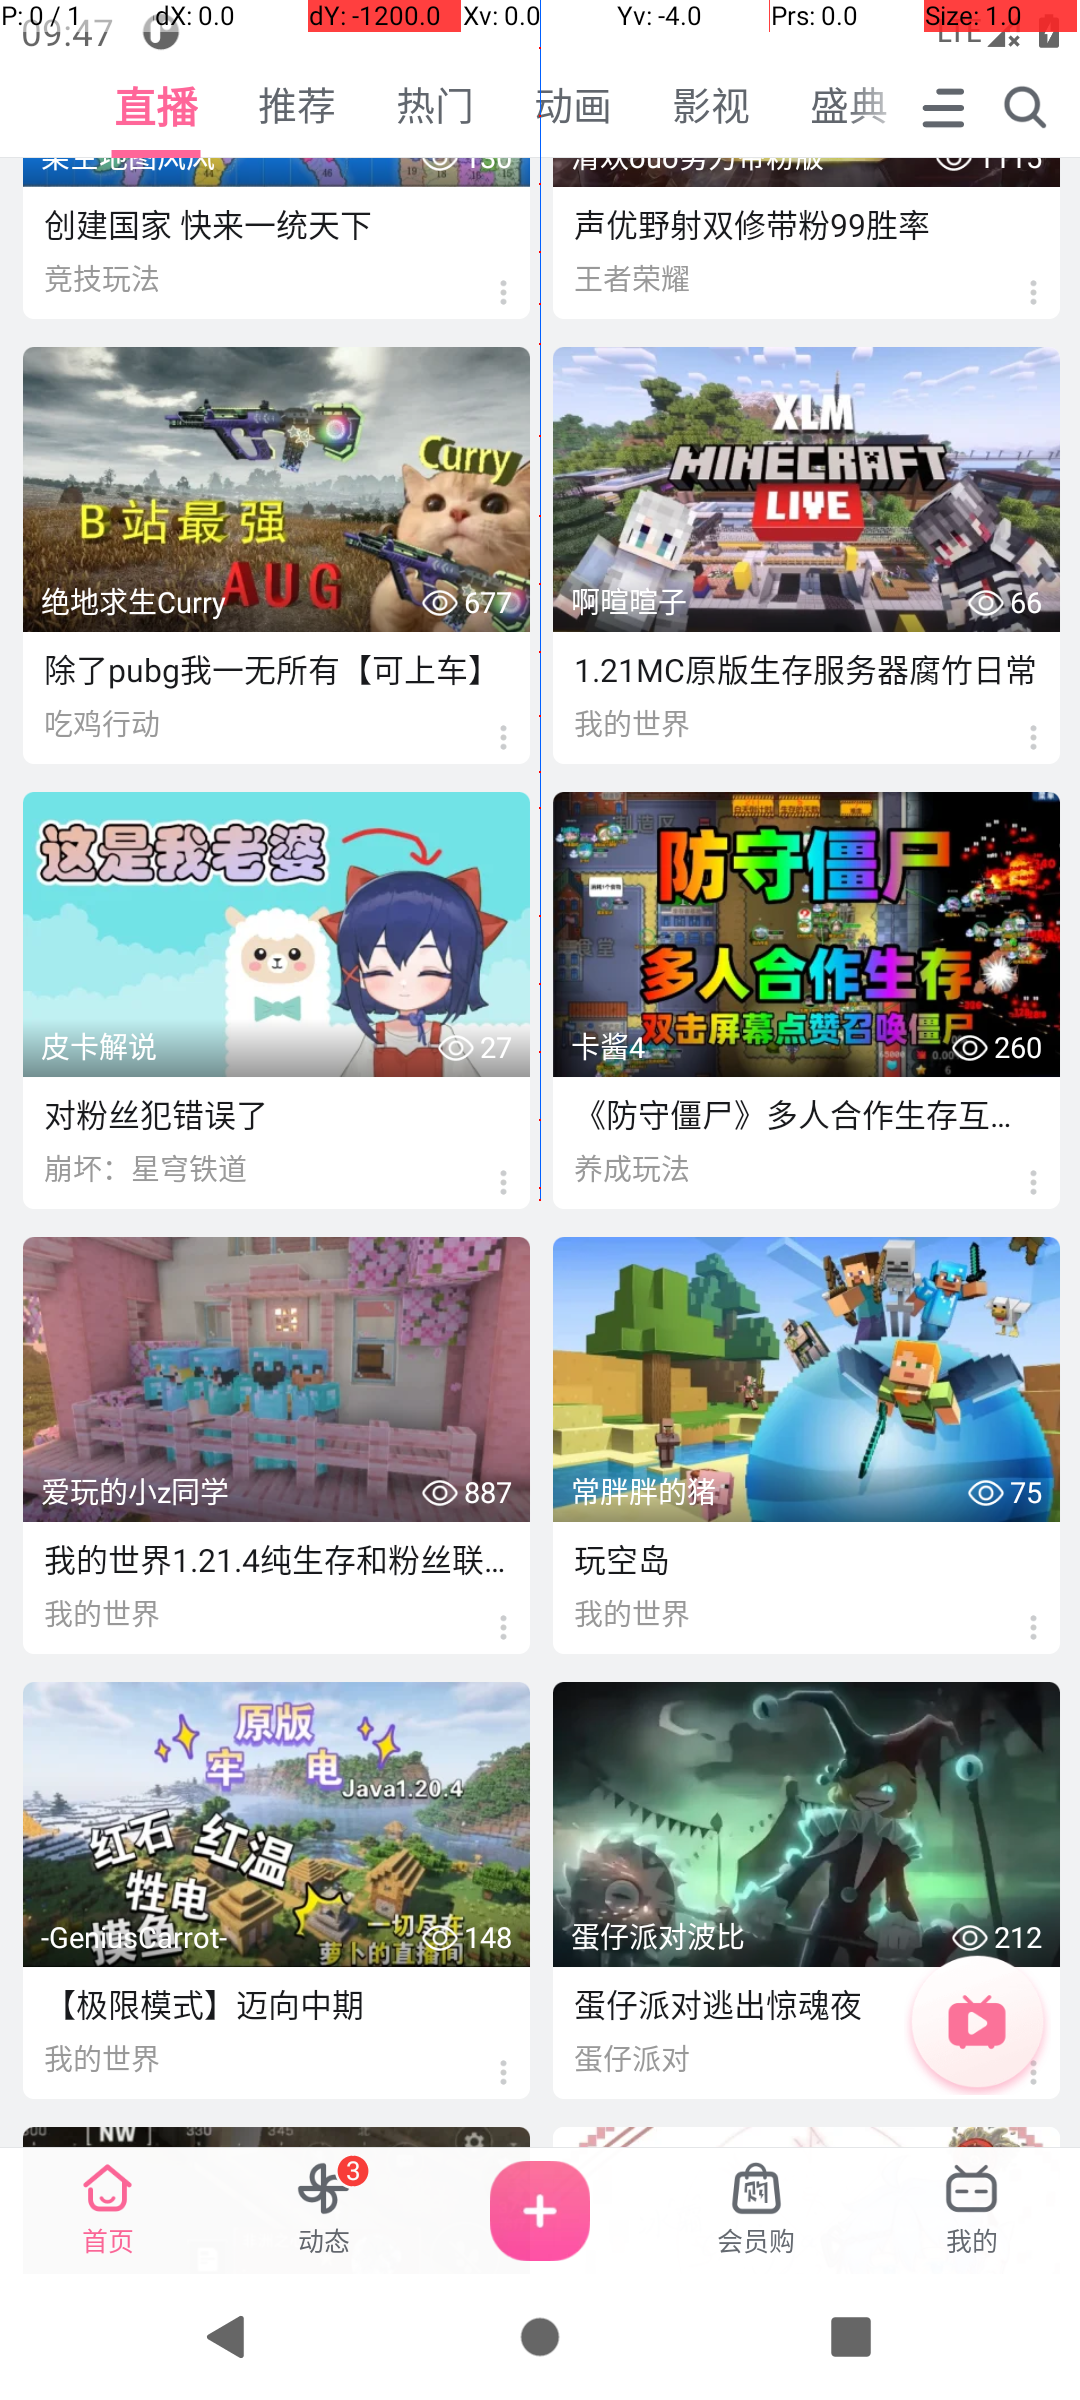 P: 0 / 1 dX: 0.0 dY: -1200.0 Xv: 0.0 Yv: -4.0 Prs: 0.0 Size: 1.0
09:47 LTE
直播 推荐 热门 动画 影视 盛典
130
1115
创建国家 快来一统天下
竞技玩法
声优野射双修带粉99胜率
王者荣耀
Curry
B站最强
AUG
绝地求生Curry 677
除了pubg我一无所有【可上车】
吃鸡行动
XLM
MINECRAFT
LIVE
啊暄暄子 66
1.21MC原版生存服务器腐竹日常
我的世界
这是我老婆
皮卡解说 27
对粉丝犯错误了
崩坏：星穹铁道
防守僵尸
多人合作生存
双击屏幕点赞召唤僵尸
卡酱4 260
《防守僵尸》多人合作生存互...
养成玩法
爱玩的小z同学 887
我的世界1.21.4纯生存和粉丝联...
我的世界
常胖胖的猪 75
玩空岛
我的世界
原版
牢 电
Java1.20.4
红石 红温
牲电
摸鱼
一切尽在
萝卜的直播间
-GeniusCarrot- 148
【极限模式】迈向中期
我的世界
蛋仔派对波比 212
蛋仔派对逃出惊魂夜
蛋仔派对
NW 330 345
首页 动态 3 会员购 我的